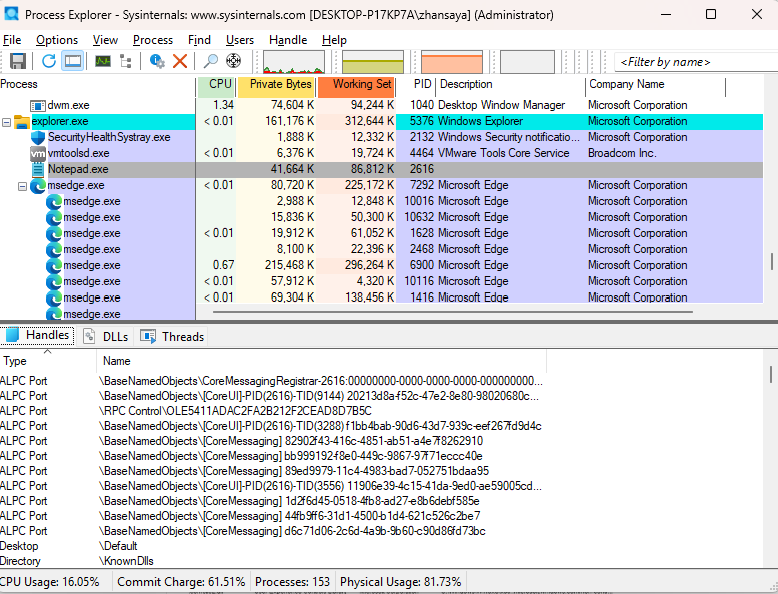 Process Explorer - Sysinternals: www.sysinternals.com [DESKTOP-P17KP7A\zhansaya] (Administrator)
File Options View Process Find Users Handle Help
<Filter by name>
Process CPU Private Bytes Working Set PID Description Company Name
dwm.exe 1.34 74,604 K 94,244 K 1040 Desktop Window Manager Microsoft Corporation
explorer.exe < 0.01 161,176 K 312,644 K 5376 Windows Explorer Microsoft Corporation
SecurityHealthSystray.exe 1,888 K 12,332 K 2132 Windows Security notificatio... Microsoft Corporation
vmtoolsd.exe < 0.01 6,376 K 19,724 K 4464 VMware Tools Core Service Broadcom Inc.
Notepad.exe 41,664 K 86,812 K 2616
msedge.exe < 0.01 80,720 K 225,172 K 7292 Microsoft Edge Microsoft Corporation
msedge.exe 2,988 K 12,848 K 10016 Microsoft Edge Microsoft Corporation
msedge.exe 15,836 K 50,300 K 10632 Microsoft Edge Microsoft Corporation
msedge.exe < 0.01 19,912 K 61,052 K 1628 Microsoft Edge Microsoft Corporation
msedge.exe 8,100 K 22,396 K 2468 Microsoft Edge Microsoft Corporation
msedge.exe 0.67 215,468 K 296,264 K 6900 Microsoft Edge Microsoft Corporation
msedge.exe < 0.01 57,912 K 4,320 K 10116 Microsoft Edge Microsoft Corporation
msedge.exe < 0.01 69,304 K 138,456 K 1416 Microsoft Edge Microsoft Corporation
msedge.exe
Handles DLLs Threads
Type Name
ALPC Port \BaseNamedObjects\CoreMessagingRegistrar-2616:00000000-0000-0000-0000-000000000...
ALPC Port \BaseNamedObjects\[CoreUI]-PID(2616)-TID(9144) 20213d8a-f52c-47e2-8e80-98020680c...
ALPC Port \RPC Control\OLE5411ADAC2FA2B212F2CEAD8D7B5C
ALPC Port \BaseNamedObjects\[CoreUI]-PID(2616)-TID(3288) f1bb4bab-90d6-43d7-939c-eef267fd9d4c
ALPC Port \BaseNamedObjects\[CoreMessaging] 82902f43-416c-4851-ab51-a4e7f8262910
ALPC Port \BaseNamedObjects\[CoreMessaging] bb999192-f8e0-449c-9867-97f71eccc40e
ALPC Port \BaseNamedObjects\[CoreMessaging] 89ed9979-11c4-4983-bad7-052751bdaa95
ALPC Port \BaseNamedObjects\[CoreUI]-PID(2616)-TID(3556) 11906e39-4c15-41da-9ed0-ae59005cd...
ALPC Port \BaseNamedObjects\[CoreMessaging] 1d2f6d45-0518-4fb8-ad27-e8b6debf585e
ALPC Port \BaseNamedObjects\[CoreMessaging] 44fb9ff6-31d1-4500-b1d4-621c526c2be7
ALPC Port \BaseNamedObjects\[CoreMessaging] d6c71d06-2c6d-4a9b-9b60-c90d86fd73bc
Desktop \Default
Directory \KnownDlls
CPU Usage: 16.05% Commit Charge: 61.51% Processes: 153 Physical Usage: 81.73%